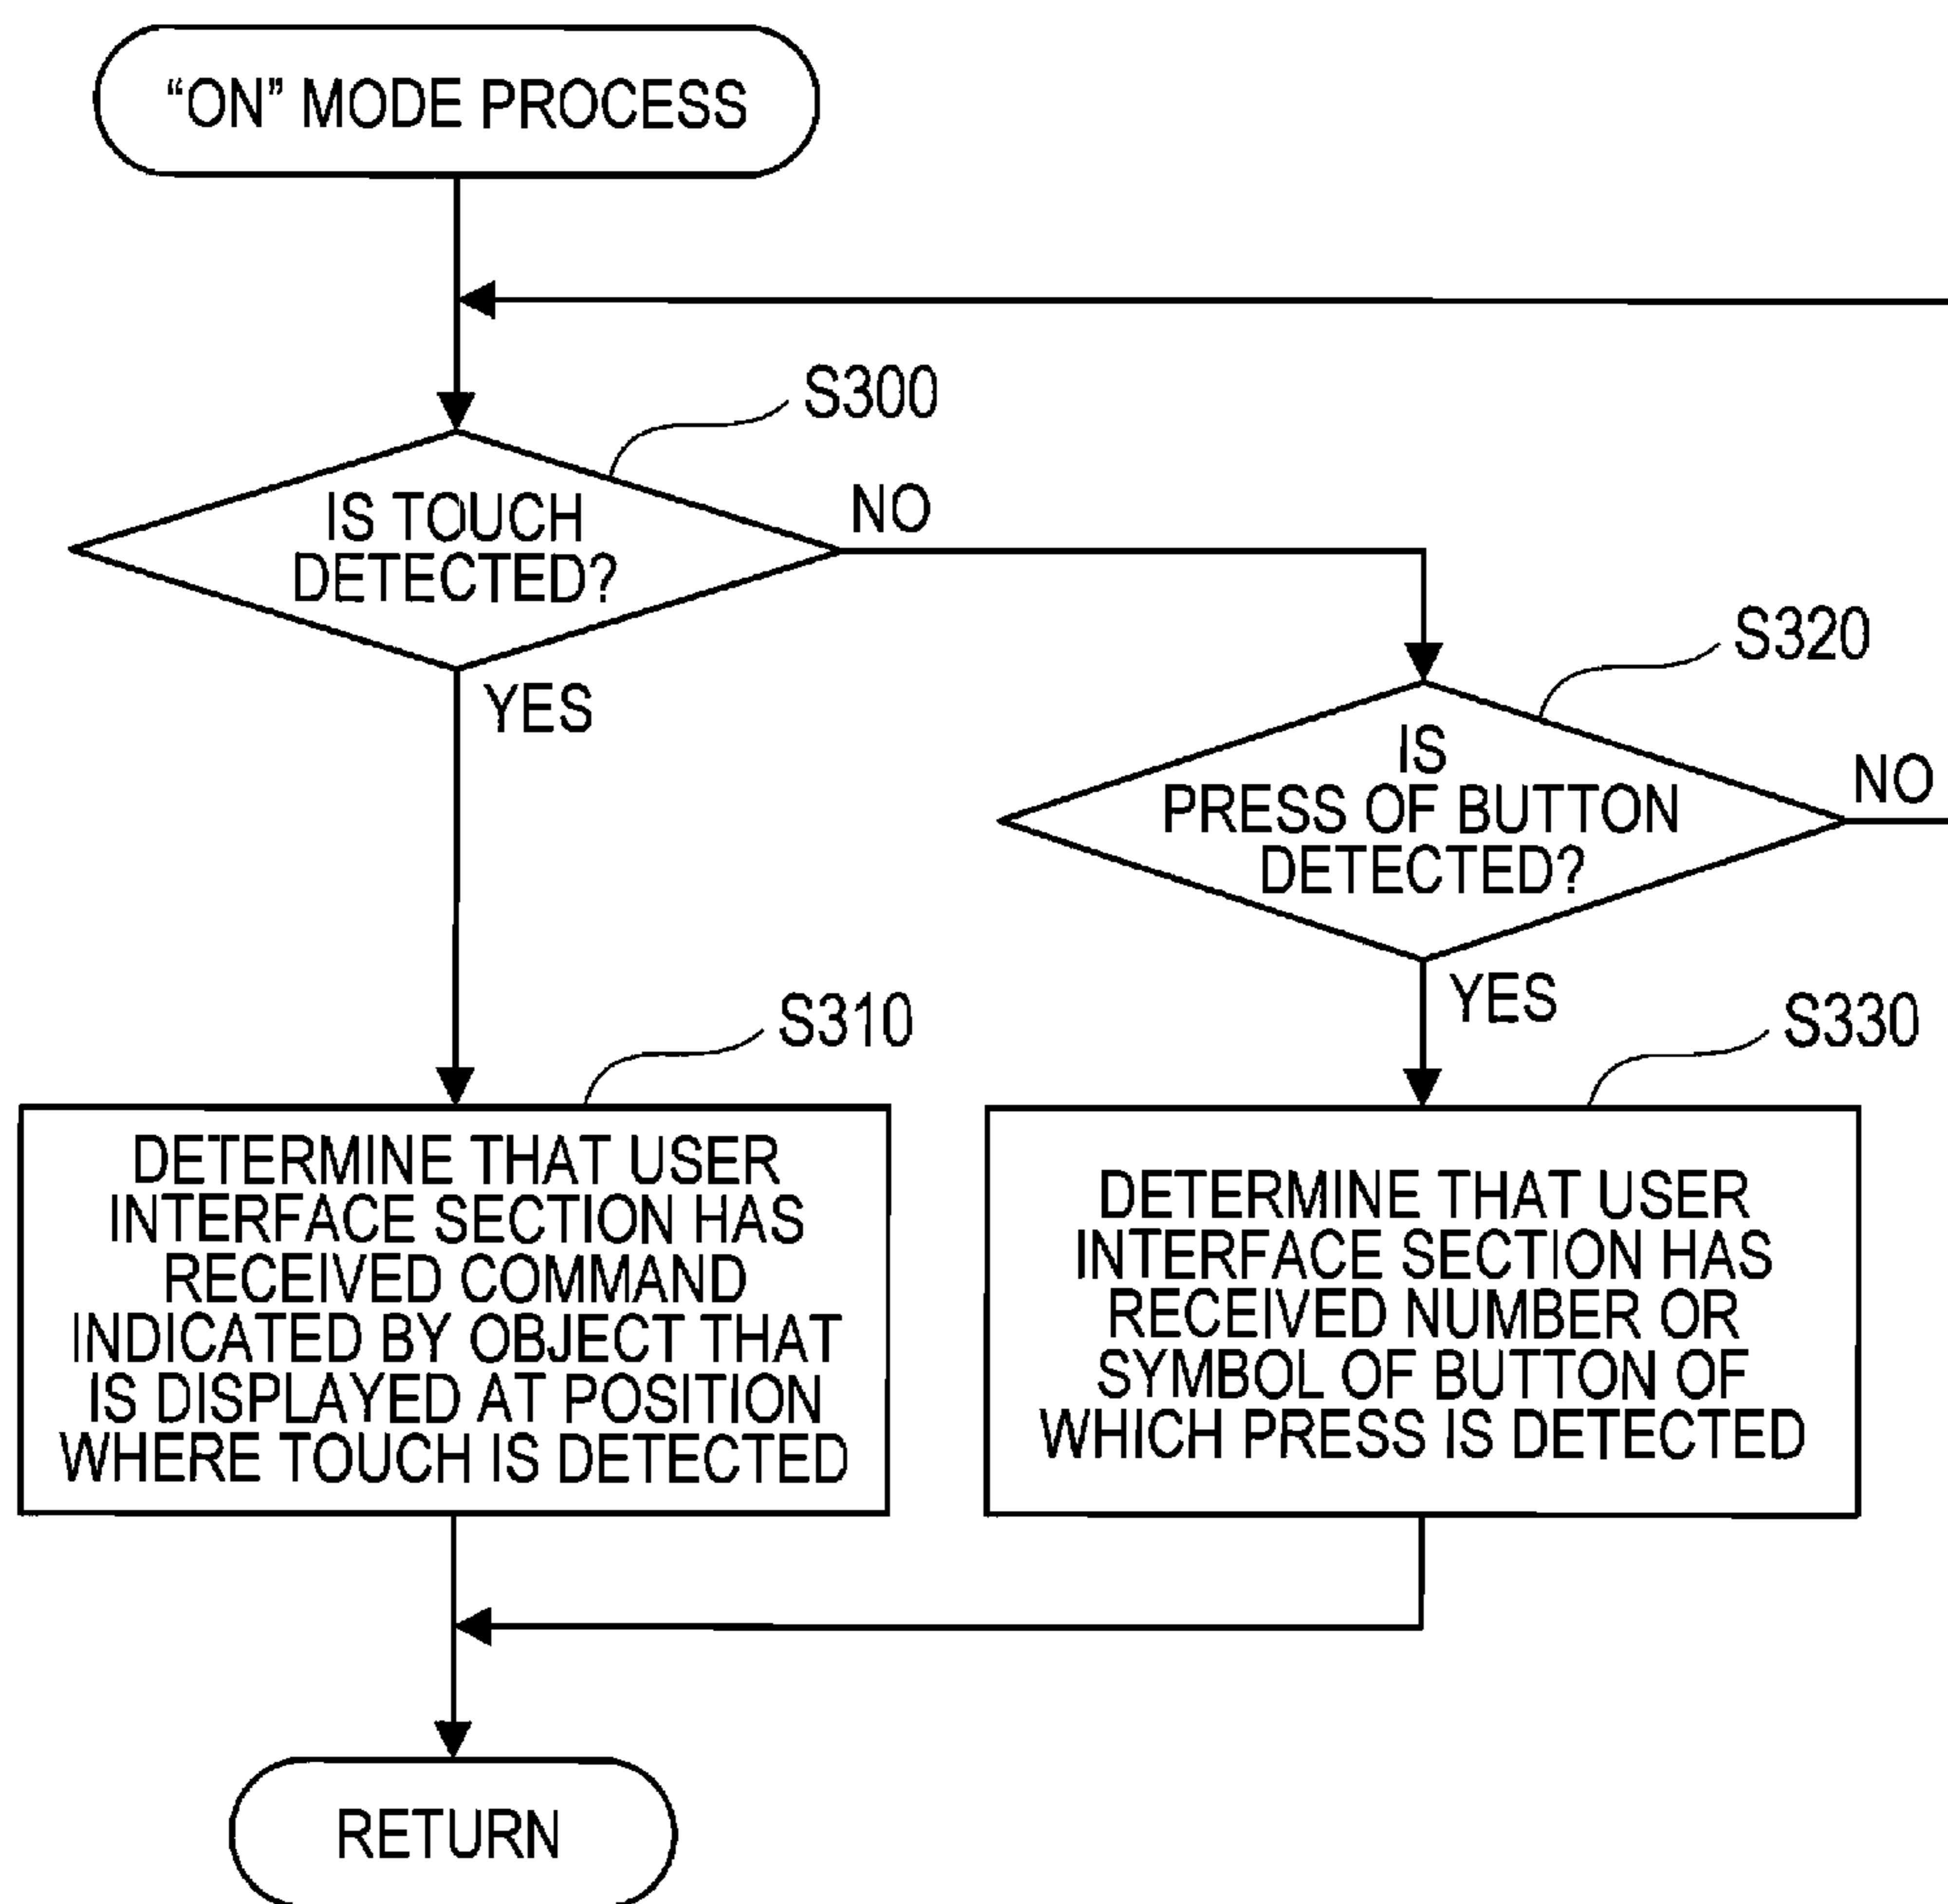 “ON” MODE PROCESS
S300
IS TOUCH
DETECTED?
NO
YES
S320
IS
PRESS OF BUTTON
DETECTED?
NO
YES
S310
DETERMINE THAT USER
INTERFACE SECTION HAS
RECEIVED COMMAND
INDICATED BY OBJECT THAT
IS DISPLAYED AT POSITION
WHERE TOUCH IS DETECTED
S330
DETERMINE THAT USER
INTERFACE SECTION HAS
RECEIVED NUMBER OR
SYMBOL OF BUTTON OF
WHICH PRESS IS DETECTED
RETURN